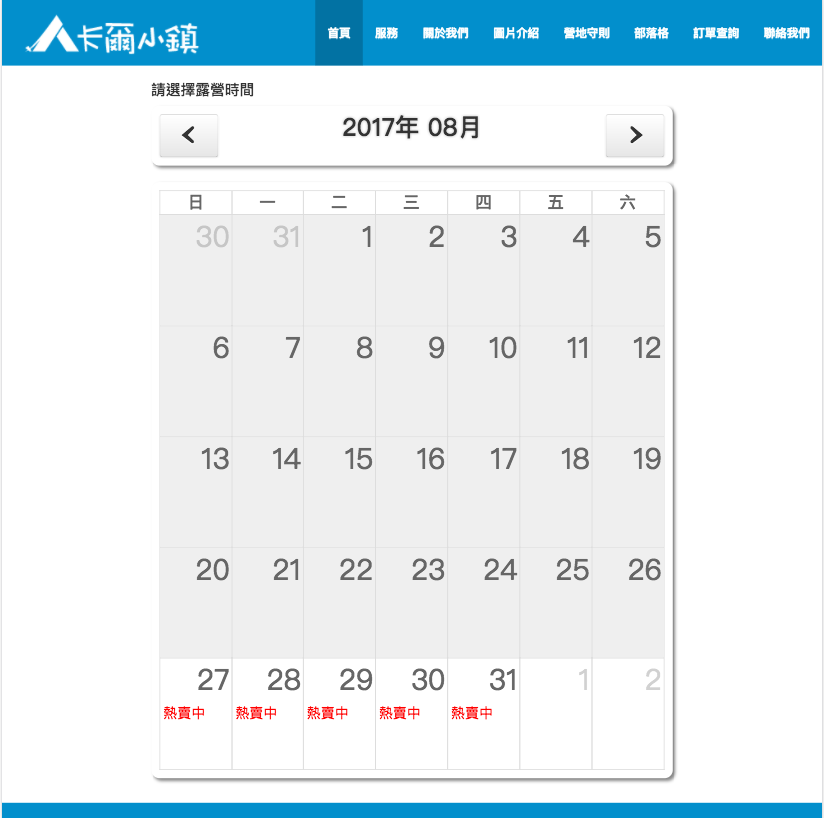 卡爾小鎮 首頁 服務 關於我們 圖片介紹 營地守則 部落格 訂單查詢 聯絡我們
請選擇露營時間
2017年 08月
日 一 二 三 四 五 六
30 31 1 2 3 4 5
6 7 8 9 10 11 12
13 14 15 16 17 18 19
20 21 22 23 24 25 26
27 28 29 30 31 1 2
熱賣中 熱賣中 熱賣中 熱賣中 熱賣中